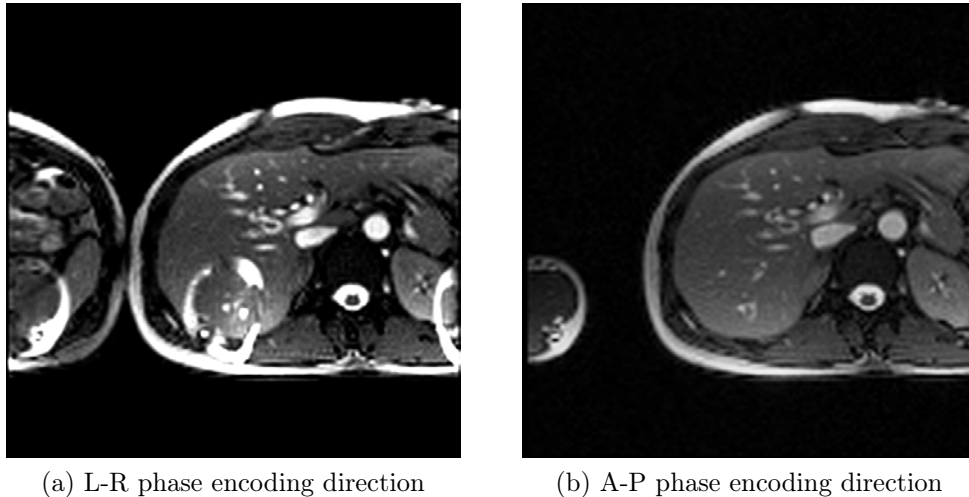 (a) L-R phase encoding direction
(b) A-P phase encoding direction